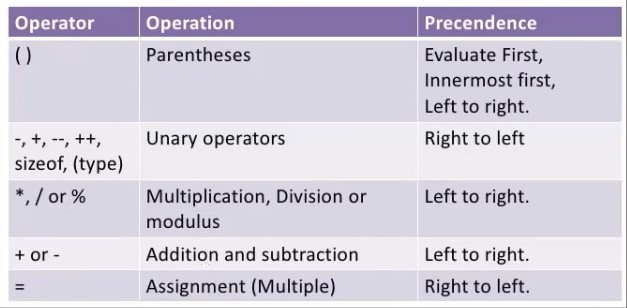 Operator Operation Precendence
( ) Parentheses Evaluate First,
Innermost first,
Left to right.
-, +, --, ++, Unary operators Right to left
sizeof, (type)
*, / or % Multiplication, Division or Left to right.
modulus
+ or - Addition and subtraction Left to right.
= Assignment (Multiple) Right to left.